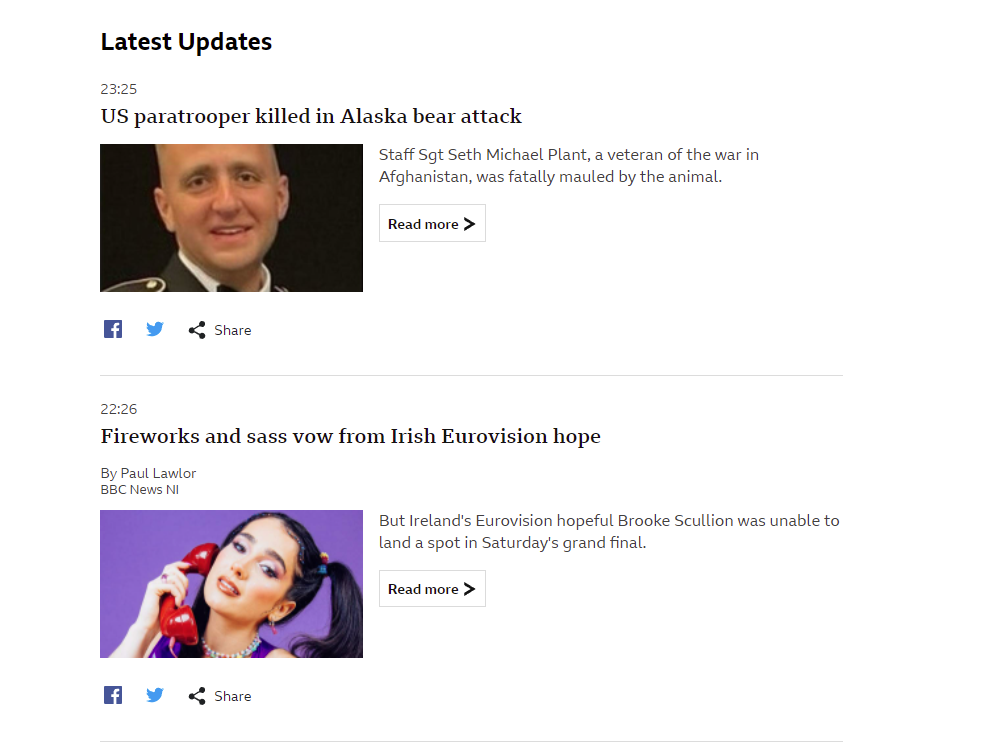 Latest Updates
23:25
US paratrooper killed in Alaska bear attack
Staff Sgt Seth Michael Plant, a veteran of the war in
Afghanistan, was fatally mauled by the animal.
Read more
Share
22:26
Fireworks and sass vow from Irish Eurovision hope
By Paul Lawlor
BBC News NI
But Ireland's Eurovision hopeful Brooke Scullion was unable to
land a spot in Saturday's grand final.
Read more
Share